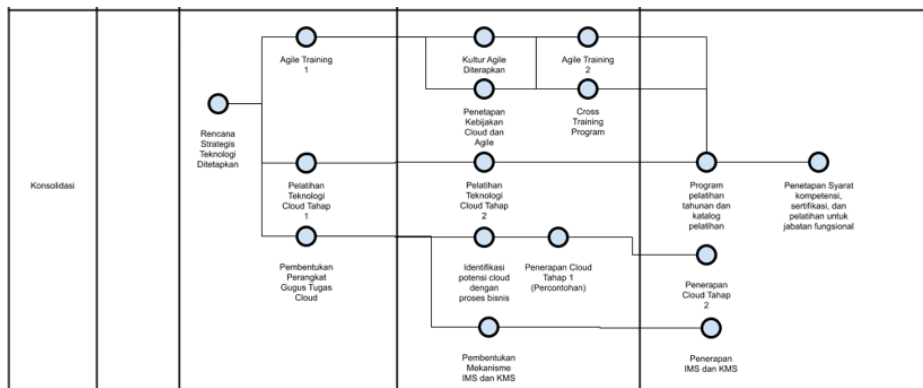 Konsolidasi
Rencana
Strategis
Teknologi
Ditetapkan
Agile Training
1
Pelatihan
Teknologi
Cloud Tahap
1
Pembentukan
Perangkat
Gugus Tugas
Cloud
Kultur Agile
Diterapkan
Penetapan
Kebijakan
Cloud dan
Agile
Agile Training
2
Cross
Training
Program
Pelatihan
Teknologi
Cloud Tahap
2
Identifikasi
potensi cloud
dengan
proses bisnis
Penerapan Cloud
Tahap 1
(Percontohan)
Pembentukan
Mekanisme
IMS dan KMS
Program
pelatihan
tahunan dan
katalog
pelatihan
Penetapan Syarat
kompetensi,
sertifikasi, dan
pelatihan untuk
jabatan fungsional
Penerapan
Cloud Tahap
2
Penerapan
IMS dan KMS